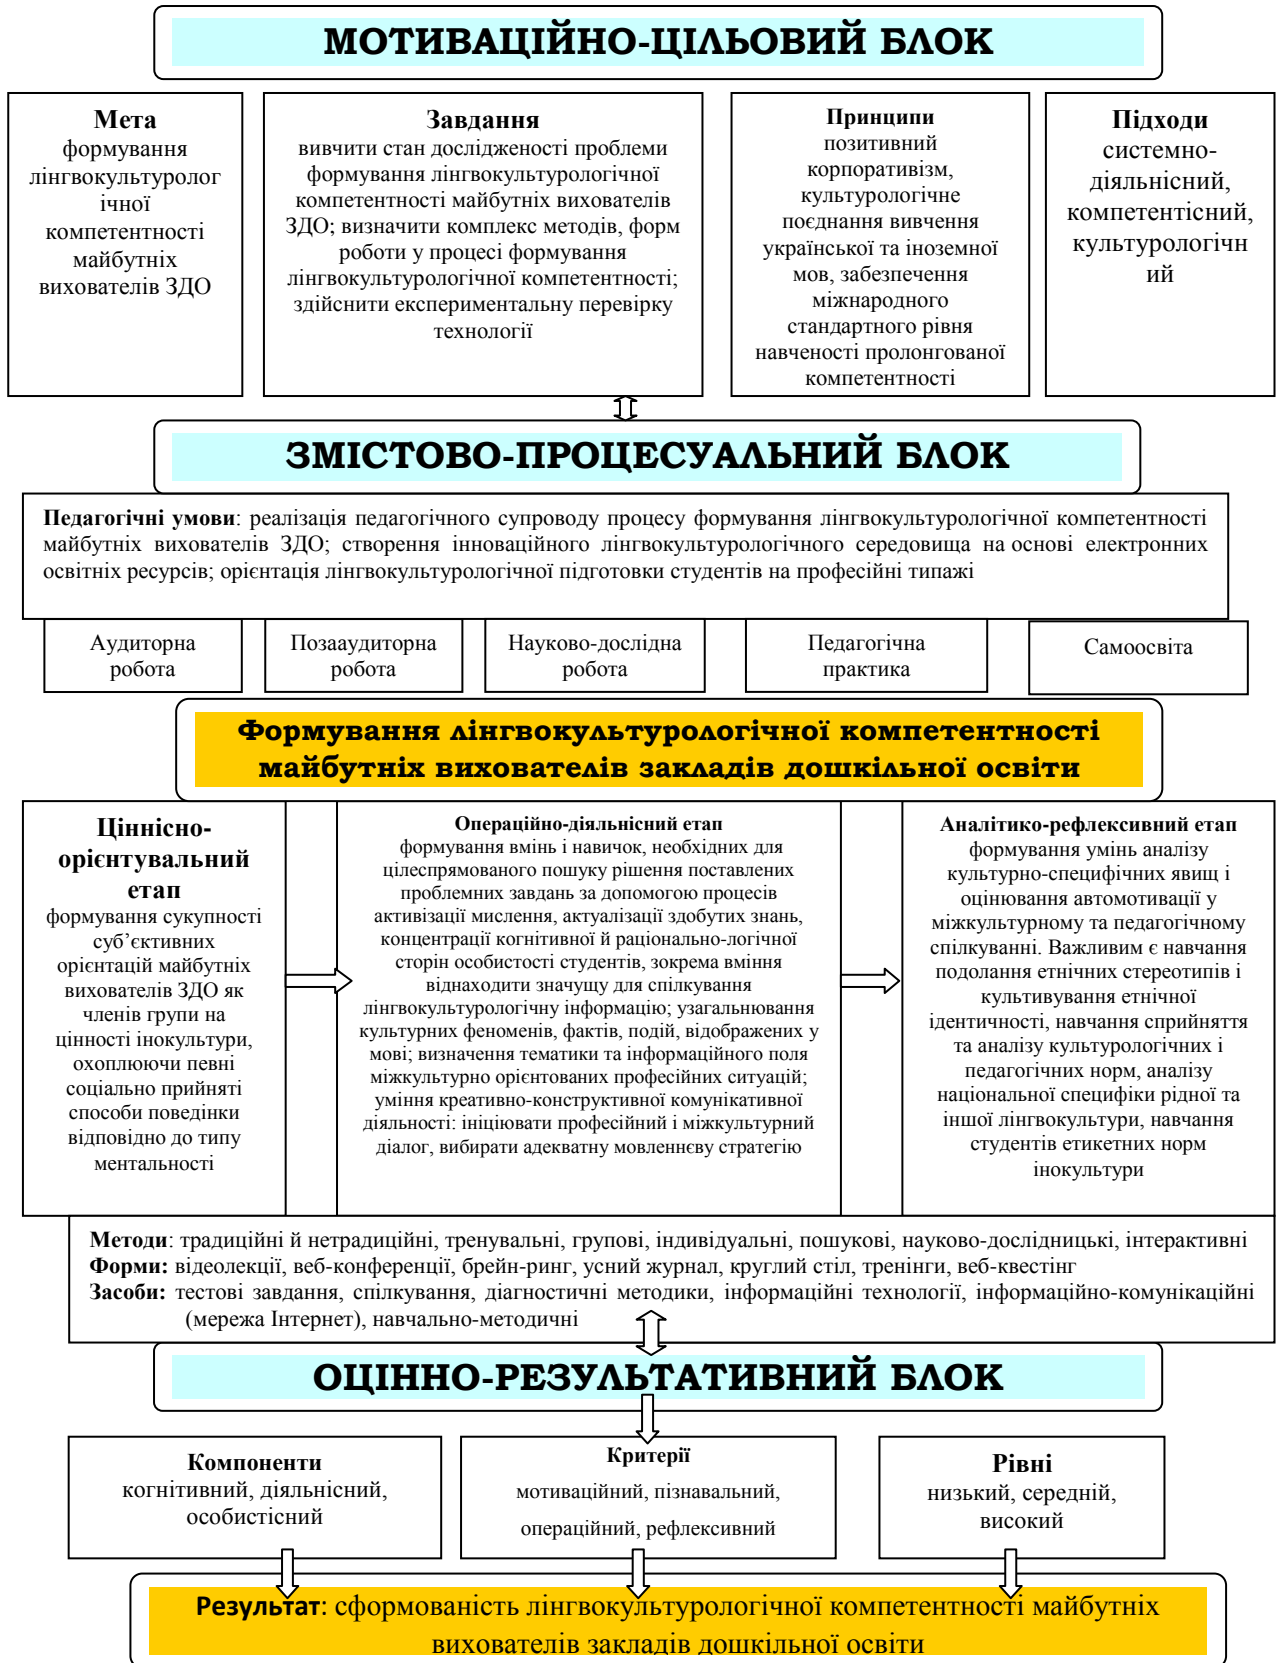 МОТИВАЦІЙНО-ЦІЛЬОВИЙ БЛОК
Мета
формування
лінгвокультуролог
ічної
компетентності
майбутніх
вихователів ЗДО
Завдання
вивчити стан дослідженості проблеми
формування лінгвокультурологічної
компетентності майбутніх вихователів
ЗДО; визначити комплекс методів, форм
роботи у процесі формування
лінгвокультурологічної компетентності;
здійснити експериментальну перевірку
технології
Принципи
позитивний
корпоративізм,
культурологічне
поєднання вивчення
української та іноземної
мов, забезпечення
міжнародного
стандартного рівня
навченості пролонгованої
компетентності
Підходи
системно-
діяльнісний,
компетентісний,
культурологічн
ий
ЗМІСТОВО-ПРОЦЕСУАЛЬНИЙ БЛОК
Педагогічні умови: реалізація педагогічного супроводу процесу формування лінгвокультурологічної компетентності
майбутніх вихователів ЗДО; створення інноваційного лінгвокультурологічного середовища на основі електронних
освітніх ресурсів; орієнтація лінгвокультурологічної підготовки студентів на професійні типажі
Аудиторна
робота
Позааудиторна
робота
Науково-дослідна
робота
Педагогічна
практика
Самоосвіта
Формування лінгвокультурологічної компетентності
майбутніх вихователів закладів дошкільної освіти
Ціннісно-
орієнтувальний
етап
формування сукупності
суб’єктивних
орієнтацій майбутніх
вихователів ЗДО як
членів групи на
цінності інокультури,
охоплюючи певні
соціально прийняті
способи поведінки
відповідно до типу
ментальності
Операційно-діяльнісний етап
формування вмінь і навичок, необхідних для
цілеспрямованого пошуку рішення поставлених
проблемних завдань за допомогою процесів
активізації мислення, актуалізації здобутих знань,
концентрації когнітивної й раціонально-логічної
сторін особистості студентів, зокрема вміння
віднаходити значущу для спілкування
лінгвокультурологічну інформацію; узагальнювання
культурних феноменів, фактів, подій, відображених у
мові; визначення тематики та інформаційного поля
міжкультурно орієнтованих професійних ситуацій;
уміння креативно-конструктивної комунікативної
діяльності: ініціювати професійний і міжкультурний
діалог, вибирати адекватну мовленнєву стратегію
Аналітико-рефлексивний етап
формування умінь аналізу
культурно-специфічних явищ і
оцінювання автомотивації у
міжкультурному та педагогічному
спілкуванні. Важливим є навчання
подолання етнічних стереотипів і
культивування етнічної
ідентичності, навчання сприйняття
та аналізу культурологічних і
педагогічних норм, аналізу
національної специфіки рідної та
іншої лінгвокультури, навчання
студентів етикетних норм
інокультури
Методи: традиційні й нетрадиційні, тренувальні, групові, індивідуальні, пошукові, науково-дослідницькі, інтерактивні
Форми: відеолекції, веб-конференції, брейн-ринг, усний журнал, круглий стіл, тренінги, веб-квестінг
Засоби: тестові завдання, спілкування, діагностичні методики, інформаційні технології, інформаційно-комунікаційні
(мережа Інтернет), навчально-методичні
ОЦІННО-РЕЗУЛЬТАТИВНИЙ БЛОК
Компоненти
когнітивний, діяльнісний,
особистісний
Критерії
мотиваційний, пізнавальний,
операційний, рефлексивний
Рівні
низький, середній,
високий
Результат: сформованість лінгвокультурологічної компетентності майбутніх
вихователів закладів дошкільної освіти